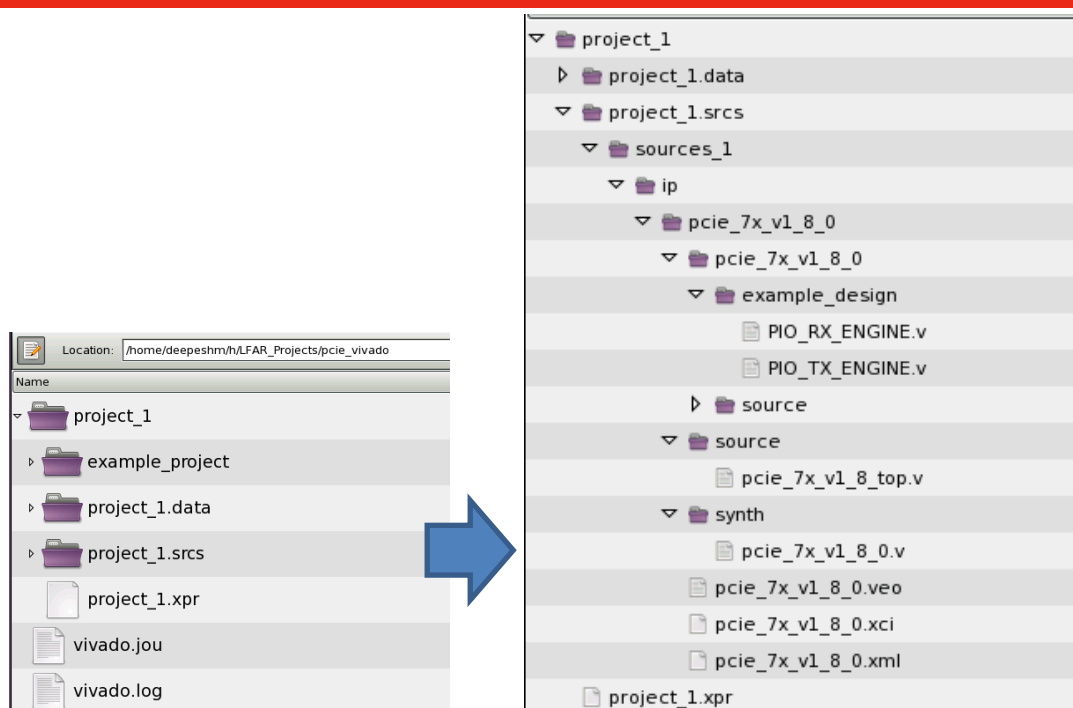 Location: /home/deepeshm/h/LFAR_Projects/pcie_vivado
Name
project_1
example_project
project_1.data
project_1.srcs
project_1.xpr
vivado.jou
vivado.log
project_1
project_1.data
project_1.srcs
sources_1
ip
pcie_7x_v1_8_0
pcie_7x_v1_8_0
example_design
PIO_RX_ENGINE.v
PIO_TX_ENGINE.v
source
source
pcie_7x_v1_8_top.v
synth
pcie_7x_v1_8_0.v
pcie_7x_v1_8_0.veo
pcie_7x_v1_8_0.xci
pcie_7x_v1_8_0.xml
project_1.xpr